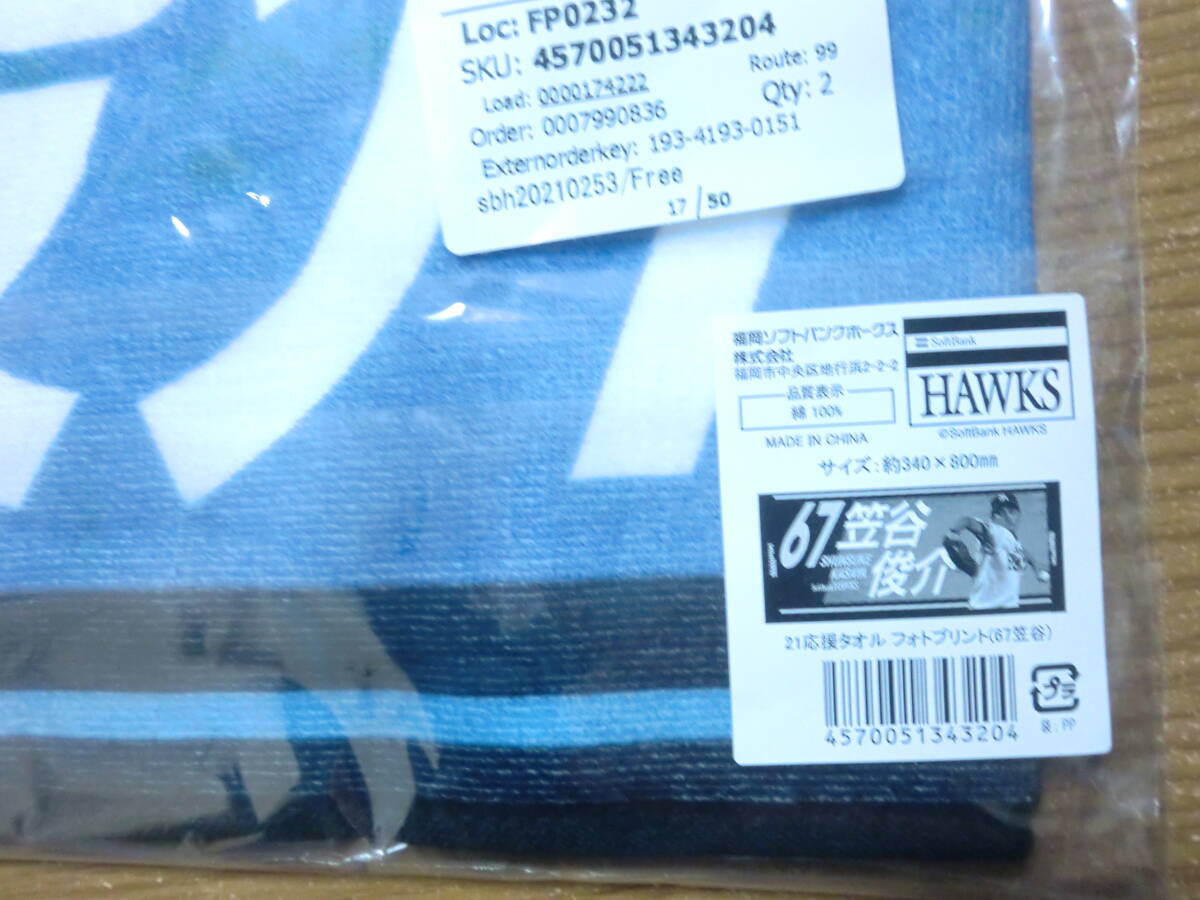 Loc: FP0232
SKU: 4570051343204
Load: 0000174222
Route: 99
Order: 0007990836
Qty: 2
Externorderkey: 193-4193-0151
sbh20210253/Free
17/50
福岡ソフトバンクホークス
株式会社
福岡市中央区地行浜2-2-2
品質表示
綿 100%
MADE IN CHINA
SoftBank
HAWKS
©SoftBank HAWKS
サイズ:約340×800mm
67 笠谷
俊介
SHUNSUKE
KASAYA
21応援タオル フォトプリント(67笠谷)
4570051343204
プラ
袋:PP